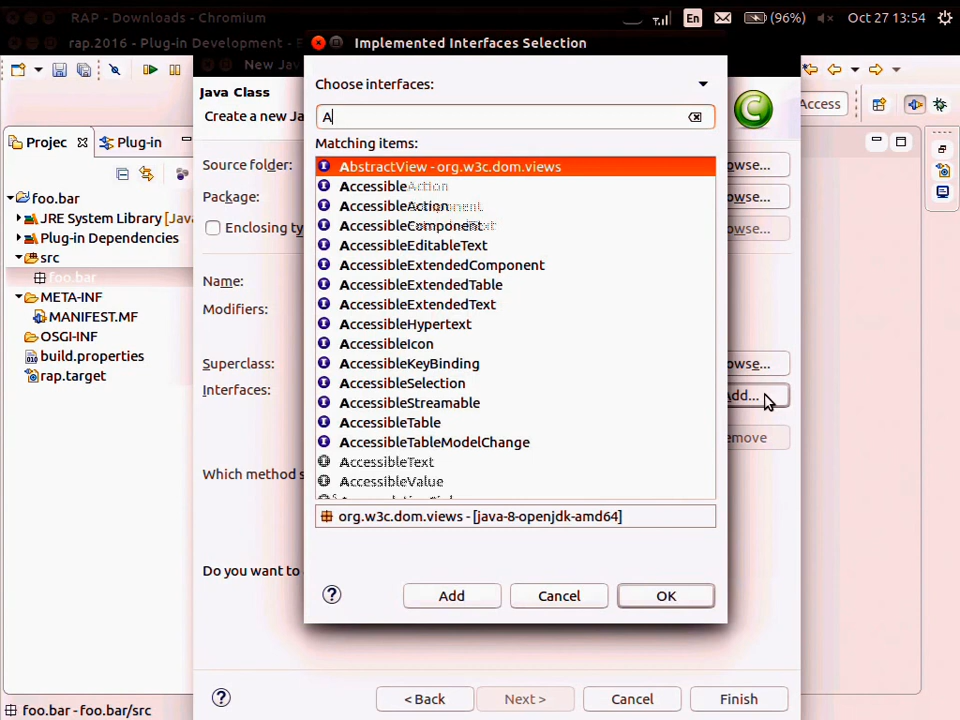 RAP - Downloads - Chromium
En
(96%)
Oct 27 13:54
rap.2016 - Plug-in Development -
Implemented Interfaces Selection
New
Java Class
Create a new
Choose interfaces:
A
Matching items:
AbstractView - org.w3c.dom.views
AccessibleAction
AccessibleComponent
AccessibleEditableText
AccessibleExtendedComponent
AccessibleExtendedTable
AccessibleExtendedText
AccessibleHypertext
AccessibleIcon
AccessibleKeyBinding
AccessibleSelection
AccessibleStreamable
AccessibleTable
AccessibleTableModelChange
AccessibleText
AccessibleValue
org.w3c.dom.views - [java-8-openjdk-amd64]
Add
Cancel
OK
Access
Projec
Plug-in
foo.bar
JRE System Library [Java
Plug-in Dependencies
src
foo.bar
META-INF
MANIFEST.MF
OSGI-INF
build.properties
rap.target
Source folder:
Package:
Enclosing ty
Name:
Modifiers:
Superclass:
Interfaces:
Which method s
Do you want to
owse...
owse...
owse...
owse...
Add...
emove
< Back
Next >
Cancel
Finish
foo.bar - foo.bar/src